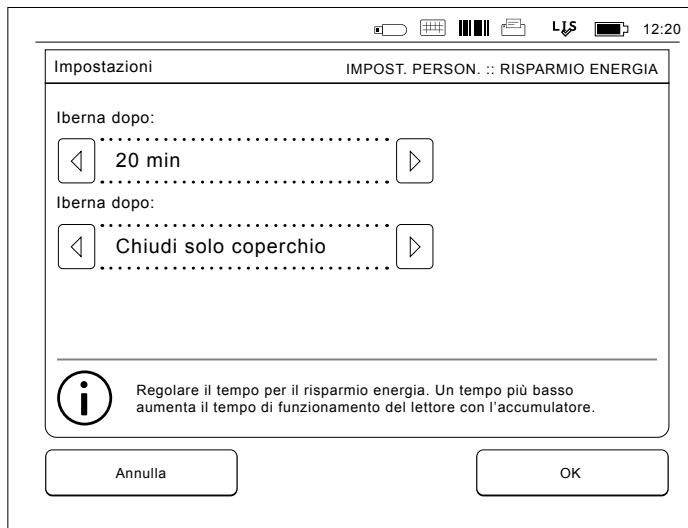 LIS 12:20
Impostazioni IMPOST. PERSON. :: RISPARMIO ENERGIA
Iberna dopo:
20 min
Iberna dopo:
Chiudi solo coperchio
Regolare il tempo per il risparmio energia. Un tempo più basso
aumenta il tempo di funzionamento del lettore con l'accumulatore.
Annulla OK